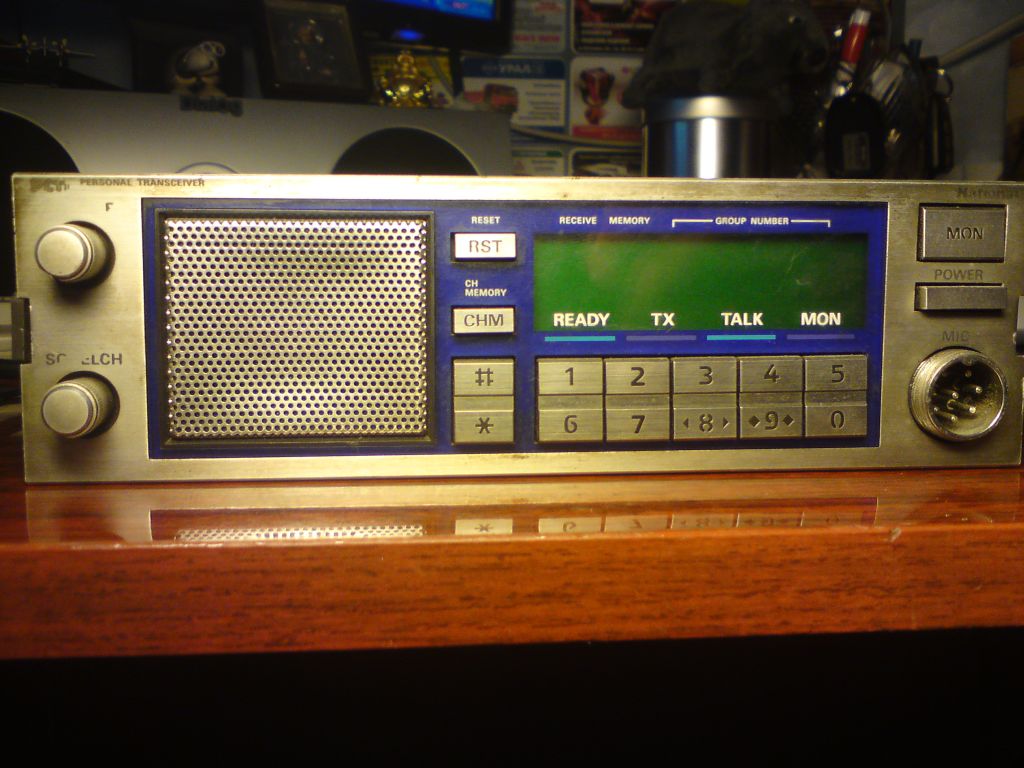 PERSONAL TRANSCEIVER
F
RESET
RST
CH
MEMORY
CHM
RECEIVE MEMORY
GROUP NUMBER
READY TX TALK MON
MON
POWER
MIC
# 1 2 3 4 5
* 6 7 8 9 0